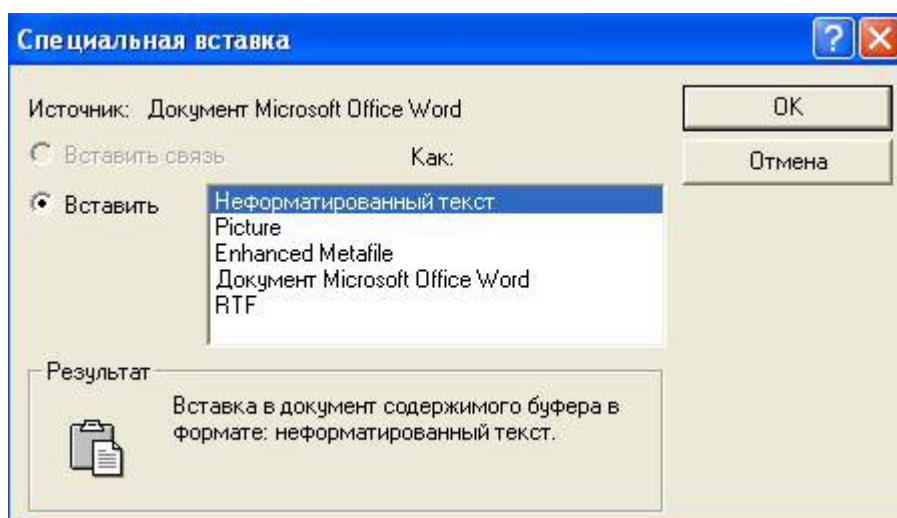 Специальная вставка
Источник: Документ Microsoft Office Word
OK
Вставить связь
Как:
Отмена
Вставить
Неформатированный текст
Picture
Enhanced Metafile
Документ Microsoft Office Word
RTF
Результат
Вставка в документ содержимого буфера в
формате: неформатированный текст.